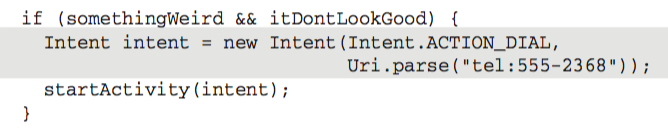 if (somethingWeird && itDontLookGood) {
  Intent intent = new Intent(Intent.ACTION_DIAL,
                             Uri.parse("tel:555-2368"));
  startActivity(intent);
}